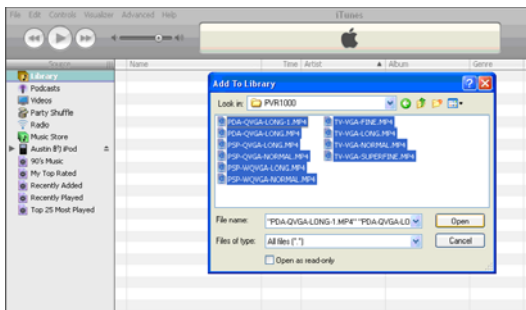 File Edit Controls Visualizer Advanced Help
iTunes
Source
Name Time Artist Album Genre
Library
Podcasts
Videos
Party Shuffle
Radio
Music Store
90's Music
My Top Rated
Recently Added
Recently Played
Top 25 Most Played
Add To Library
Look in: PVR1000
PDA-QVGA-LONG-1.MP4 TV-VGA-FINE.MP4
PDA-QVGA-LONG.MP4 TV-VGA-LONG.MP4
PSP-QVGA-LONG.MP4 TV-VGA-NORMAL.MP4
PSP-QVGA-NORMAL.MP4 TV-VGA-SUPERFINE.MP4
PSP-WQVGA-LONG.MP4
PSP-WQVGA-NORMAL.MP4
File name: "PDA-QVGA-LONG-1.MP4" "PDA-QVGA-LO Open
Files of type: All files (*.*) Cancel
Open as read-only